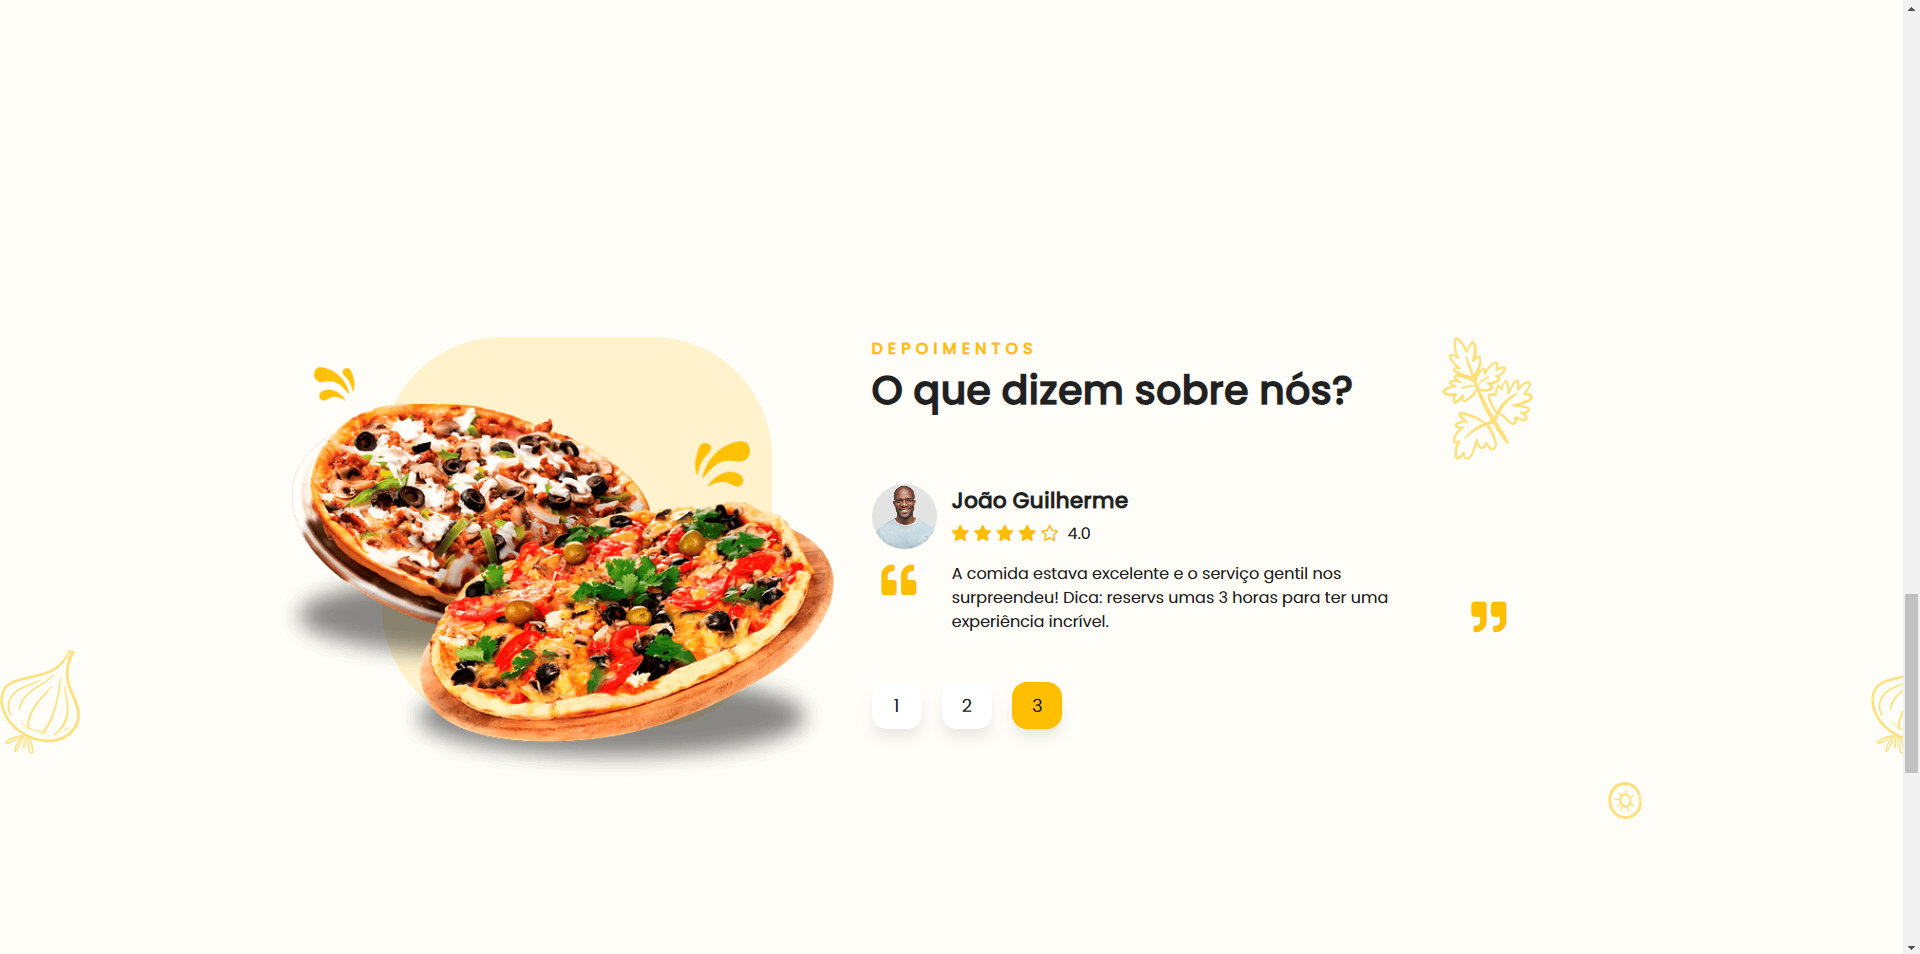 DEPOIMENTOS
O que dizem sobre nós?
João Guilherme
4.0
A comida estava excelente e o serviço gentil nos
surpreendeu! Dica: reservs umas 3 horas para ter uma
experiência incrível.
1 2 3